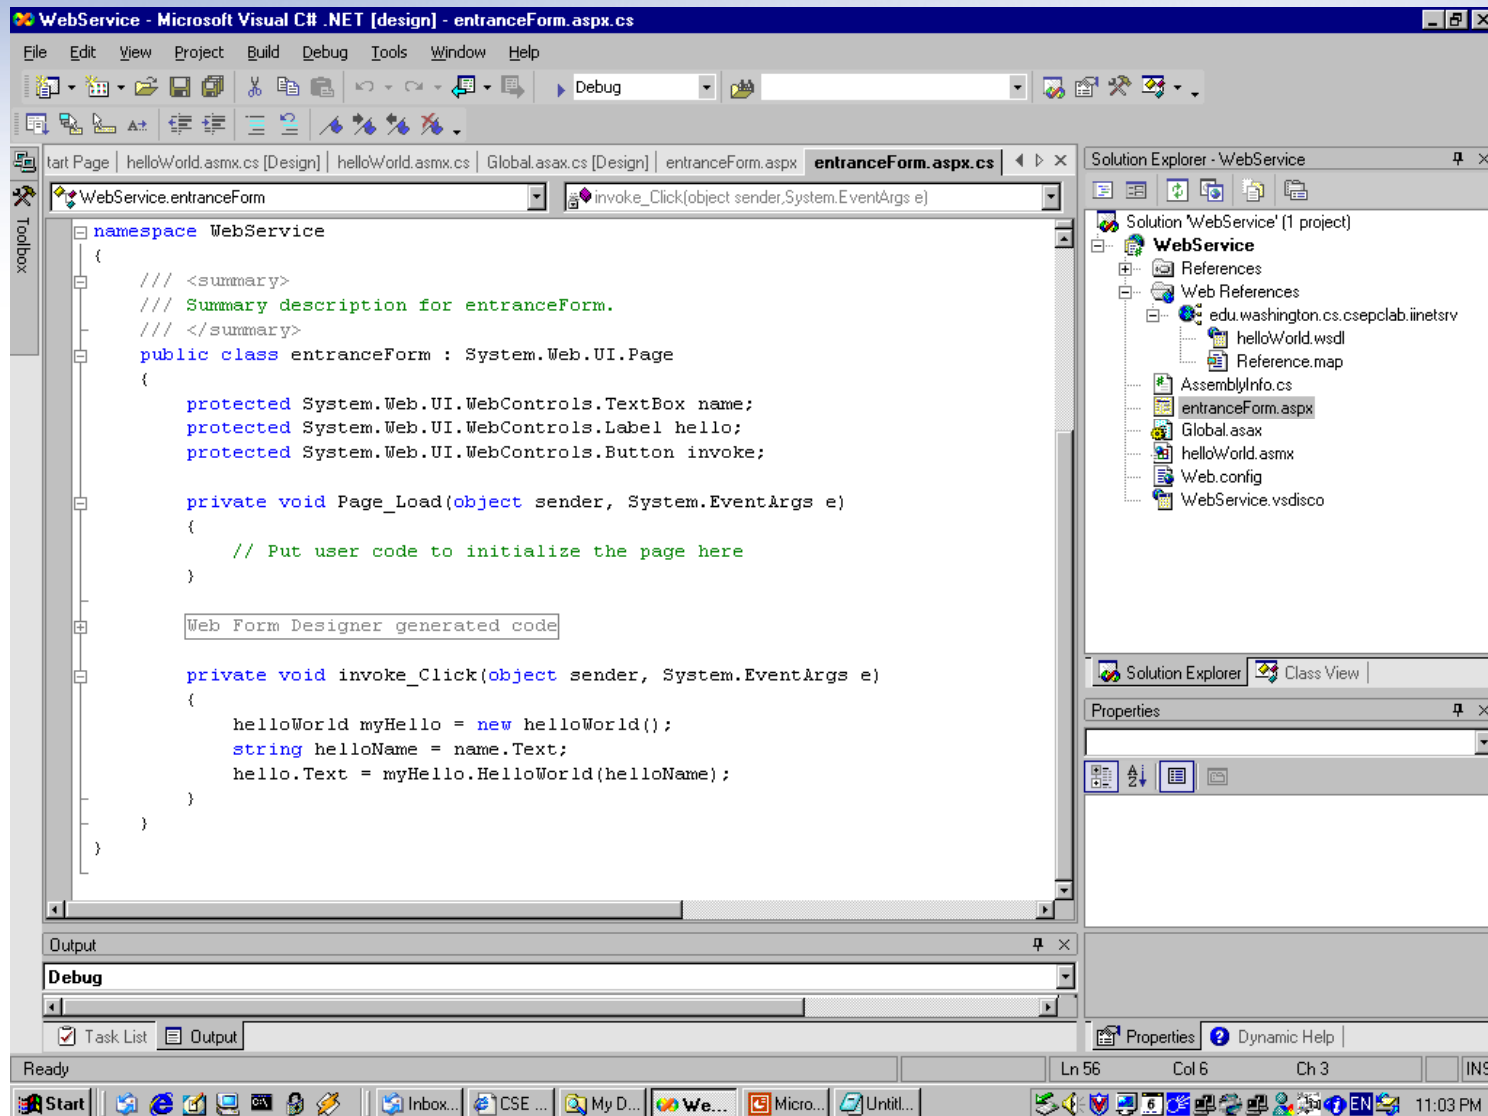 WebService - Microsoft Visual C# .NET [design] - entranceForm.aspx.cs
File Edit View Project Build Debug Tools Window Help
Debug
tart Page helloWorld.asmx.cs [Design] helloWorld.asmx.cs Global.asax.cs [Design] entranceForm.aspx entranceForm.aspx.cs
WebService.entranceForm invoke_Click(object sender,System.EventArgs e)
Toolbox
namespace WebService
{
/// <summary>
/// Summary description for entranceForm.
/// </summary>
public class entranceForm : System.Web.UI.Page
{
protected System.Web.UI.WebControls.TextBox name;
protected System.Web.UI.WebControls.Label hello;
protected System.Web.UI.WebControls.Button invoke;
private void Page_Load(object sender, System.EventArgs e)
{
// Put user code to initialize the page here
}
Web Form Designer generated code
private void invoke_Click(object sender, System.EventArgs e)
{
helloWorld myHello = new helloWorld();
string helloName = name.Text;
hello.Text = myHello.HelloWorld(helloName);
}
}
}
Solution Explorer - WebService
Solution 'WebService' (1 project)
WebService
References
Web References
edu.washington.cs.csepclab.iinetsrv
helloWorld.wsdl
Reference.map
AssemblyInfo.cs
entranceForm.aspx
Global.asax
helloWorld.asmx
Web.config
WebService.vsdisco
Solution Explorer Class View
Properties
Output
Debug
Task List Output
Properties Dynamic Help
Ready Ln 56 Col 6 Ch 3 INS
Start Inbox... CSE ... My D... We... Micro... Untitl... EN 11:03 PM